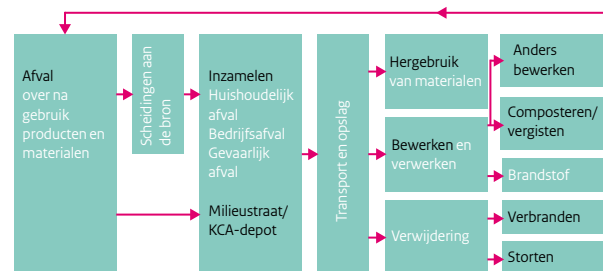 Afval
over na
gebruik
producten en
materialen
Scheidingen aan
de bron
Inzamelen
Huishoudelijk
afval
Bedrijfsafval
Gevaarlijk
afval
Milieustraat/
KCA-depot
Transport en opslag
Hergebruik
van materialen
Bewerken en
verwerken
Verwijdering
Anders
bewerken
Composteren/
vergisten
Brandstof
Verbranden
Storten